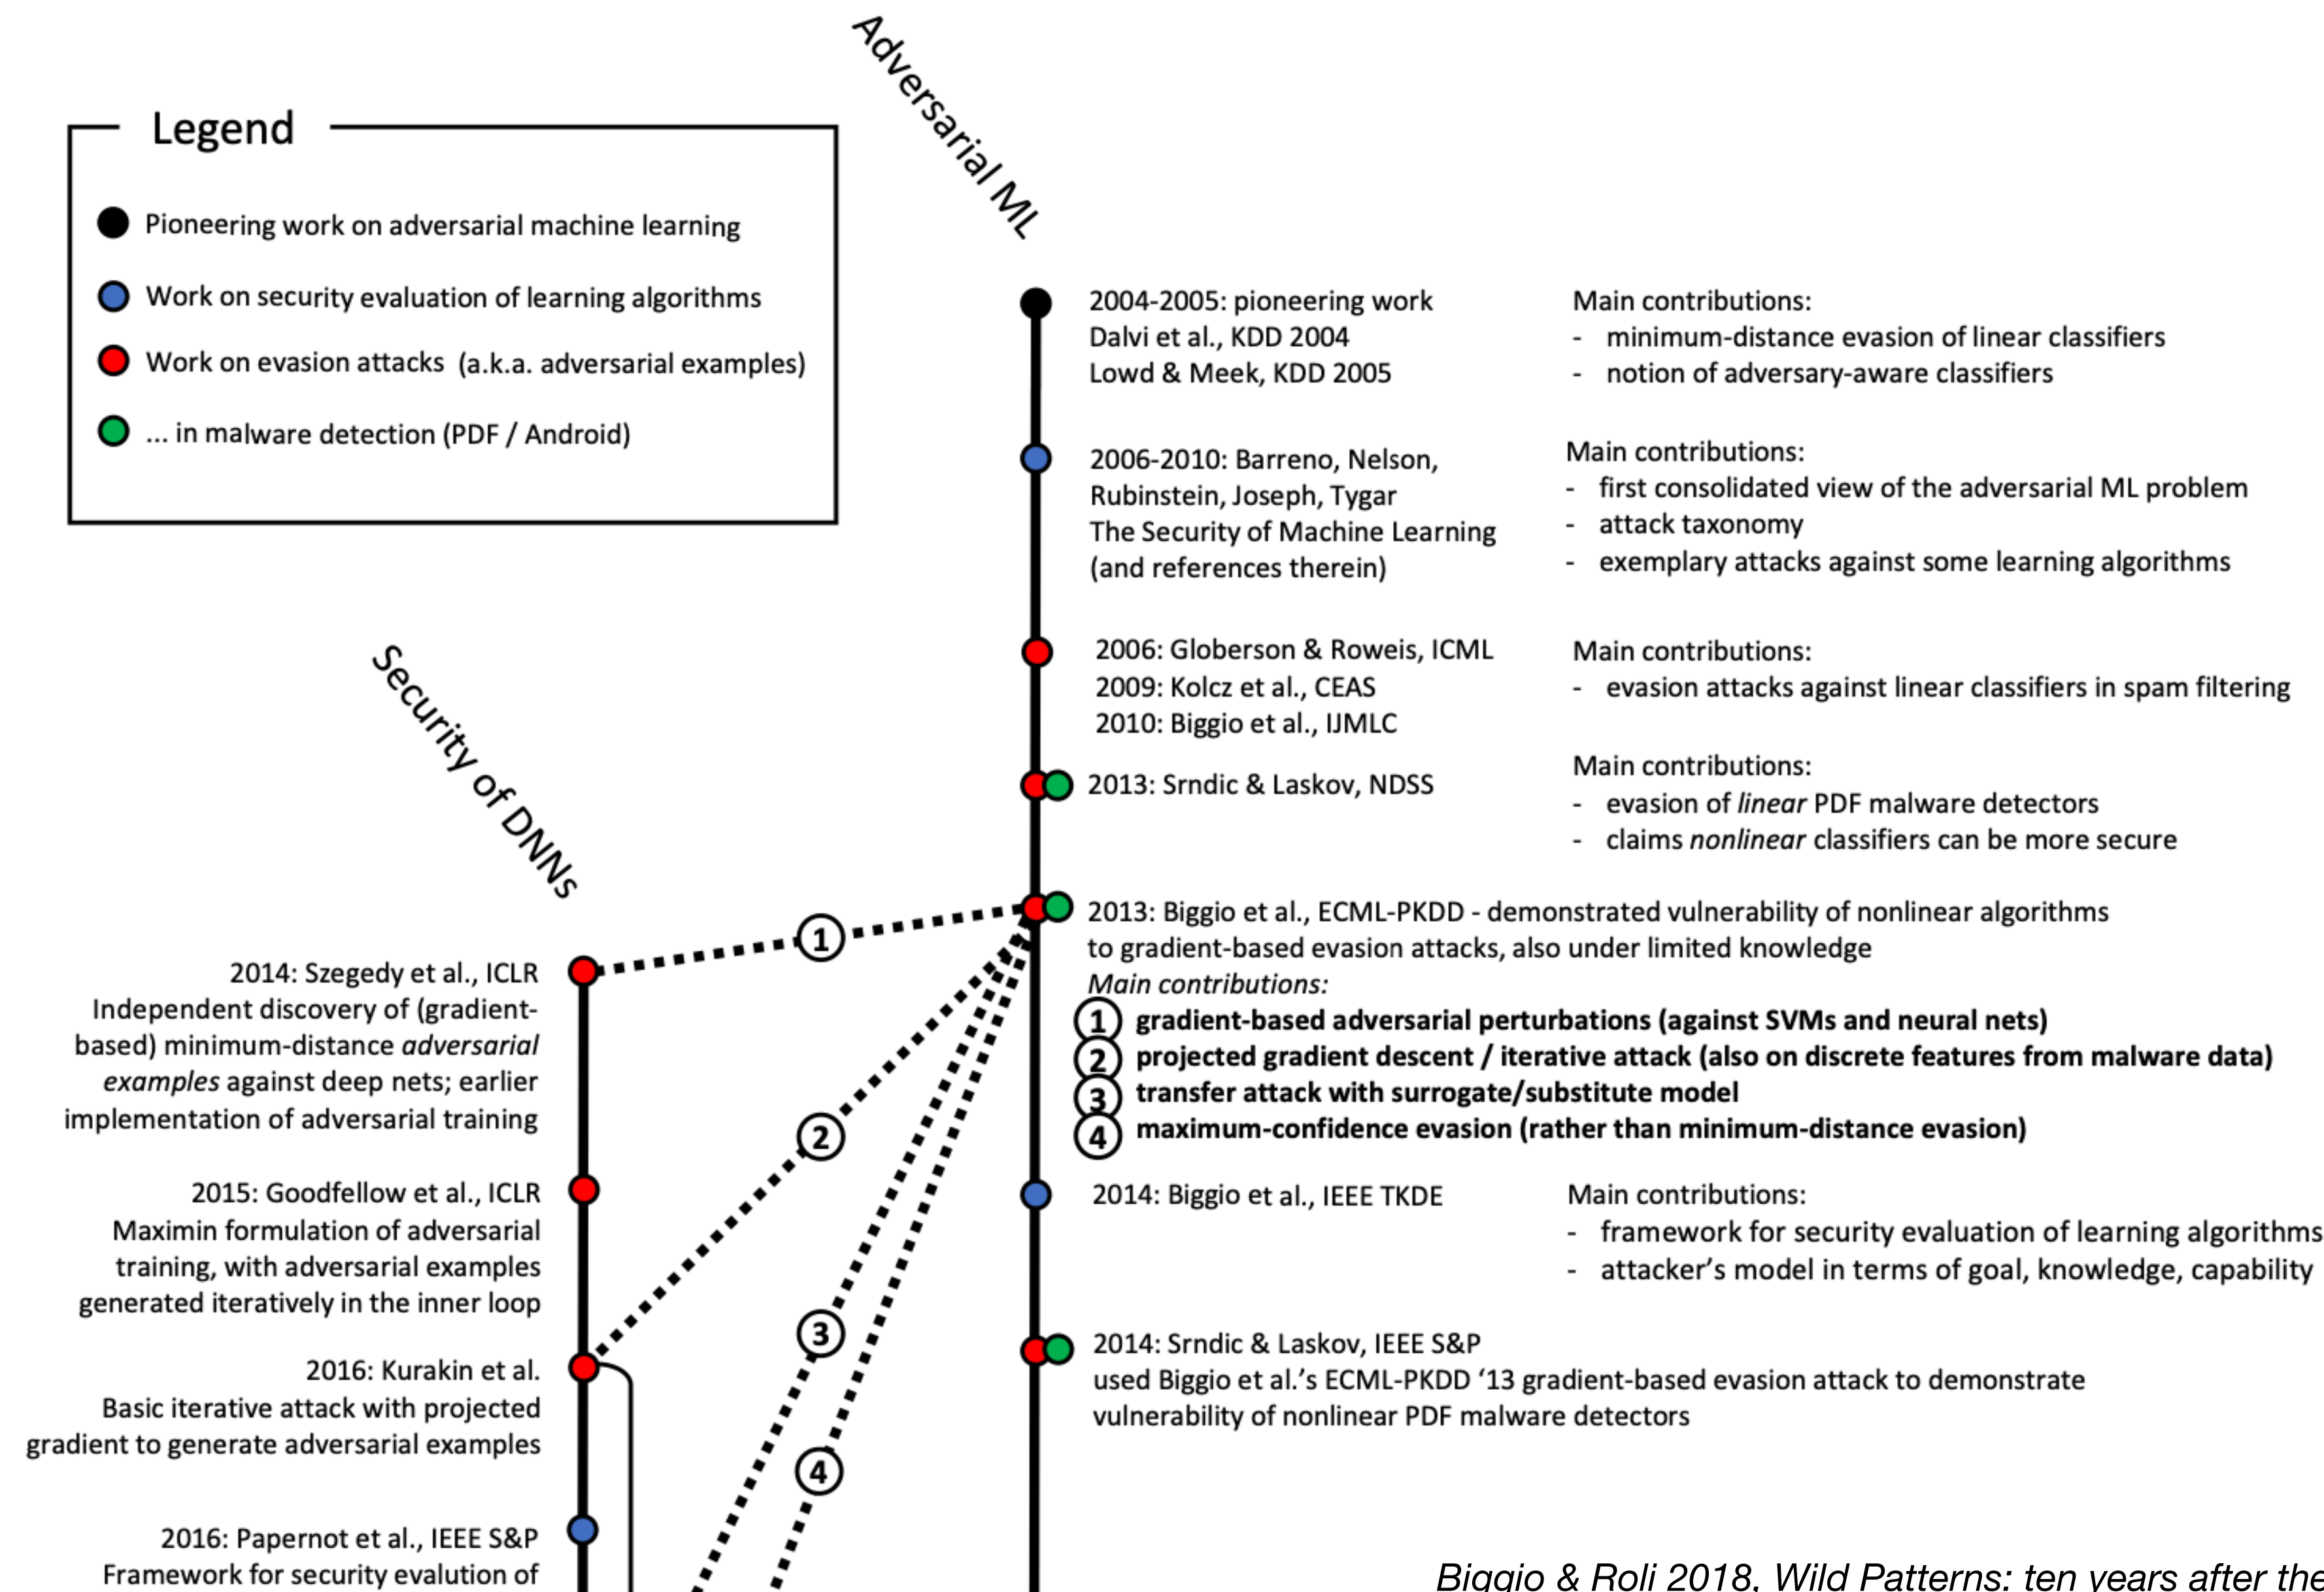 Adversarial ML
Legend
Pioneering work on adversarial machine learning
Work on security evaluation of learning algorithms
Work on evasion attacks (a.k.a. adversarial examples)
... in malware detection (PDF / Android)
2004-2005: pioneering work
Dalvi et al., KDD 2004
Lowd & Meek, KDD 2005
Main contributions:
- minimum-distance evasion of linear classifiers
- notion of adversary-aware classifiers
2006-2010: Barreno, Nelson,
Rubinstein, Joseph, Tygar
The Security of Machine Learning
(and references therein)
Main contributions:
- first consolidated view of the adversarial ML problem
- attack taxonomy
- exemplary attacks against some learning algorithms
2006: Globerson & Roweis, ICML
2009: Kolcz et al., CEAS
2010: Biggio et al., IJMLC
Main contributions:
- evasion attacks against linear classifiers in spam filtering
2013: Srndic & Laskov, NDSS
Main contributions:
- evasion of linear PDF malware detectors
- claims nonlinear classifiers can be more secure
2013: Biggio et al., ECML-PKDD - demonstrated vulnerability of nonlinear algorithms
to gradient-based evasion attacks, also under limited knowledge
Main contributions:
1 gradient-based adversarial perturbations (against SVMs and neural nets)
2 projected gradient descent / iterative attack (also on discrete features from malware data)
3 transfer attack with surrogate/substitute model
4 maximum-confidence evasion (rather than minimum-distance evasion)
2014: Biggio et al., IEEE TKDE
Main contributions:
- framework for security evaluation of learning algorithms
- attacker's model in terms of goal, knowledge, capability
2014: Srndic & Laskov, IEEE S&P
used Biggio et al.'s ECML-PKDD ‘13 gradient-based evasion attack to demonstrate
vulnerability of nonlinear PDF malware detectors
Security of DNNs
1
2
3
4
2014: Szegedy et al., ICLR
Independent discovery of (gradient-
based) minimum-distance adversarial
examples against deep nets; earlier
implementation of adversarial training
2015: Goodfellow et al., ICLR
Maximin formulation of adversarial
training, with adversarial examples
generated iteratively in the inner loop
2016: Kurakin et al.
Basic iterative attack with projected
gradient to generate adversarial examples
2016: Papernot et al., IEEE S&P
Framework for security evalution of
Biggio & Roli 2018, Wild Patterns: ten years after the